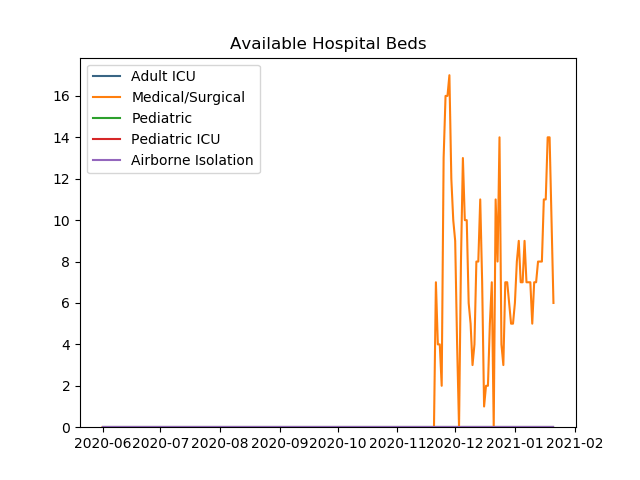 Available Hospital Beds
Adult ICU
Medical/Surgical
Pediatric
Pediatric ICU
Airborne Isolation
16
14
12
10
8
6
4
2
0
2020-06 2020-07 2020-08 2020-09 2020-10 2020-11 2020-12 2021-01 2021-02